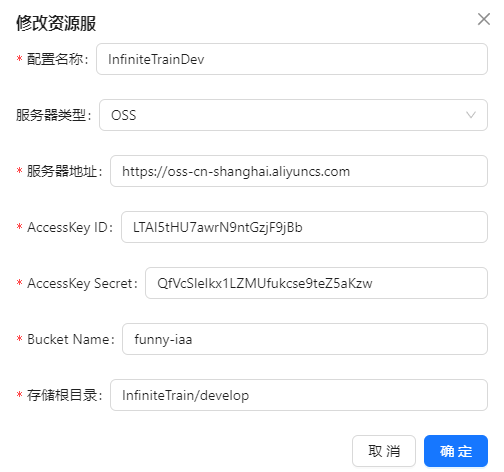 修改资源服
* 配置名称: InfiniteTrainDev
服务器类型: OSS
* 服务器地址: https://oss-cn-shanghai.aliyuncs.com
* AccessKey ID: LTAI5tHU7awrN9ntGzjF9jBb
* AccessKey Secret:
* Bucket Name: funny-iaa
* 存储根目录: InfiniteTrain/develop
取 消 确 定